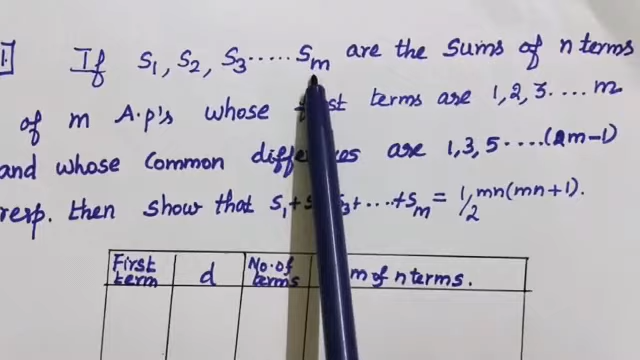 1. If S₁, S₂, S₃ ..... Sₘ are the sums of n terms
of m A.p's whose terms are 1, 2, 3 .... m
and whose common are 1, 3, 5 .... (2m-1)
resp. then show that S₁+ S₃+ ...+Sₘ = 1/2 mn(mn+1).
First term d No. of terms of n terms.